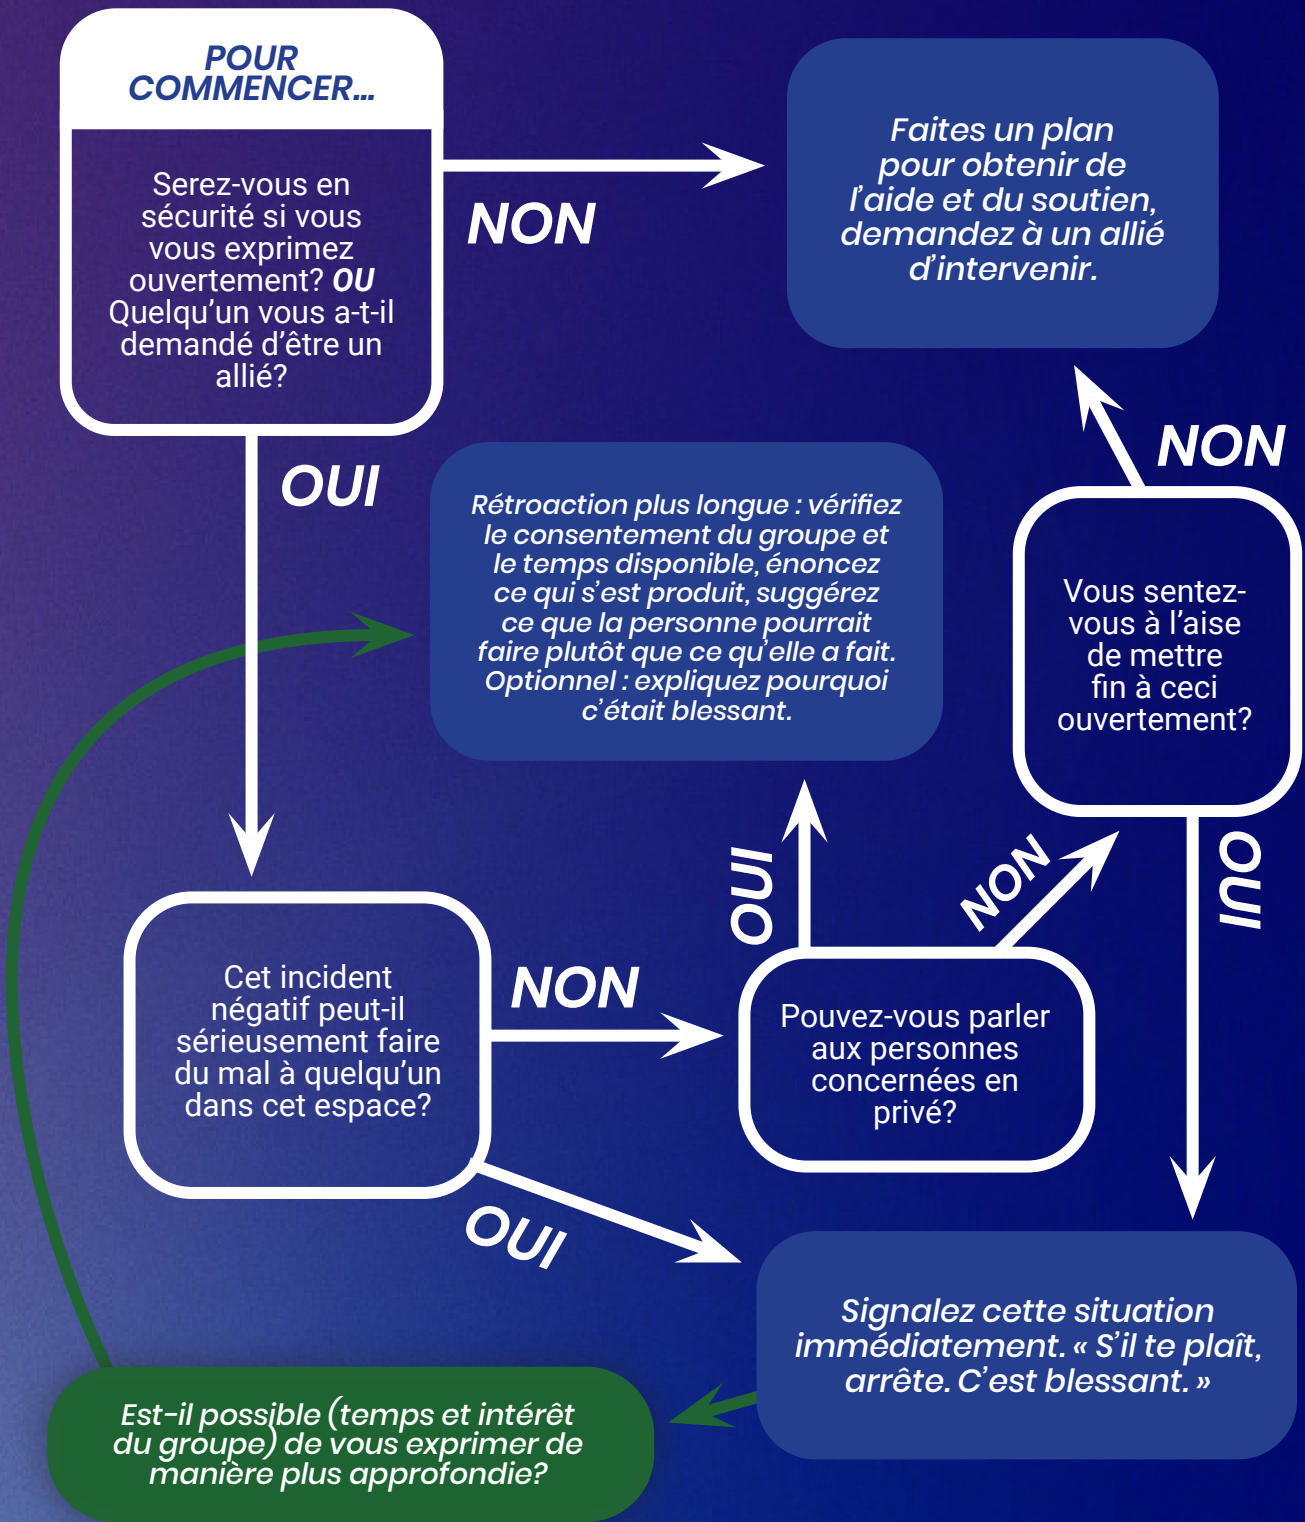 POUR
COMMENCER...
Serez-vous en
sécurité si vous
vous exprimez
ouvertement? OU
Quelqu'un vous a-t-il
demandé d'être un
allié?
NON
Faites un plan
pour obtenir de
l'aide et du soutien,
demandez à un allié
d'intervenir.
OUI
Rétroaction plus longue : vérifiez
le consentement du groupe et
le temps disponible, énoncez
ce qui s'est produit, suggérez
ce que la personne pourrait
faire plutôt que ce qu'elle a fait.
Optionnel : expliquez pourquoi
c'était blessant.
NON
Vous sentez-
vous à l'aise
de mettre
fin à ceci
ouvertement?
OUI
NON
OUI
Cet incident
négatif peut-il
sérieusement faire
du mal à quelqu'un
dans cet espace?
NON
Pouvez-vous parler
aux personnes
concernées en
privé?
OUI
Signalez cette situation
immédiatement. « S'il te plaît,
arrête. C'est blessant. »
Est-il possible (temps et intérêt
du groupe) de vous exprimer de
manière plus approfondie?